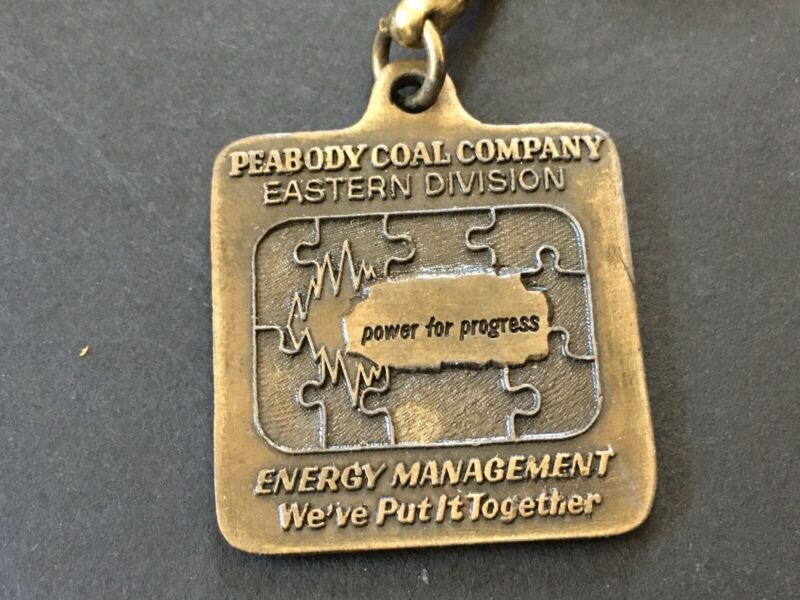 PEABODY COAL COMPANY
EASTERN DIVISION
power for progress
ENERGY MANAGEMENT
We've Put It Together